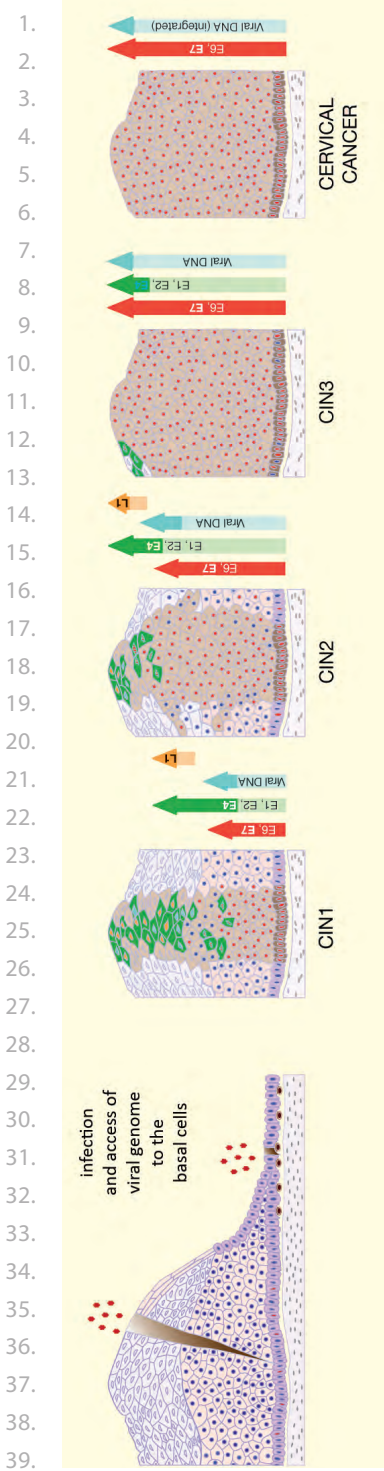 1.
2.
3.
4.
5.
6.
7.
8.
9.
10.
11.
12.
13.
14.
15.
16.
17.
18.
19.
20.
21.
22.
23.
24.
25.
26.
27.
28.
29.
30.
31.
32.
33.
34.
35.
36.
37.
38.
39.
infection
and access of
viral genome
to the
basal cells
CIN1
E6, E7
E1, E2, E4
Viral DNA
L1
CIN2
E6, E7
E1, E2, E4
Viral DNA
L1
CIN3
E6, E7
E1, E2,
Viral DNA
CERVICAL
CANCER
E6, E7
Viral DNA (integrated)